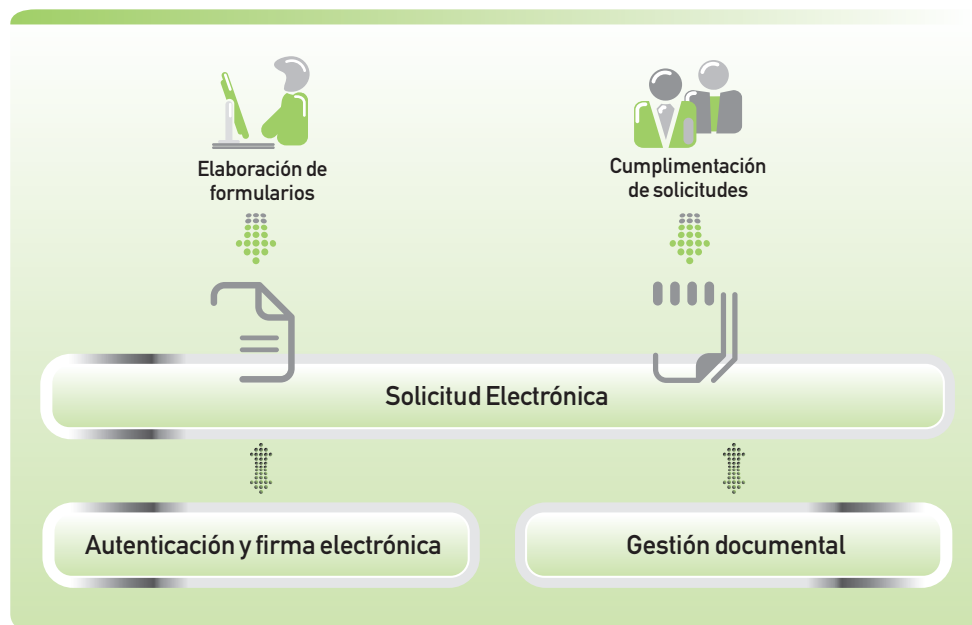 Elaboración de
formularios
Cumplimentación
de solicitudes
Solicitud Electrónica
Autenticación y firma electrónica
Gestión documental